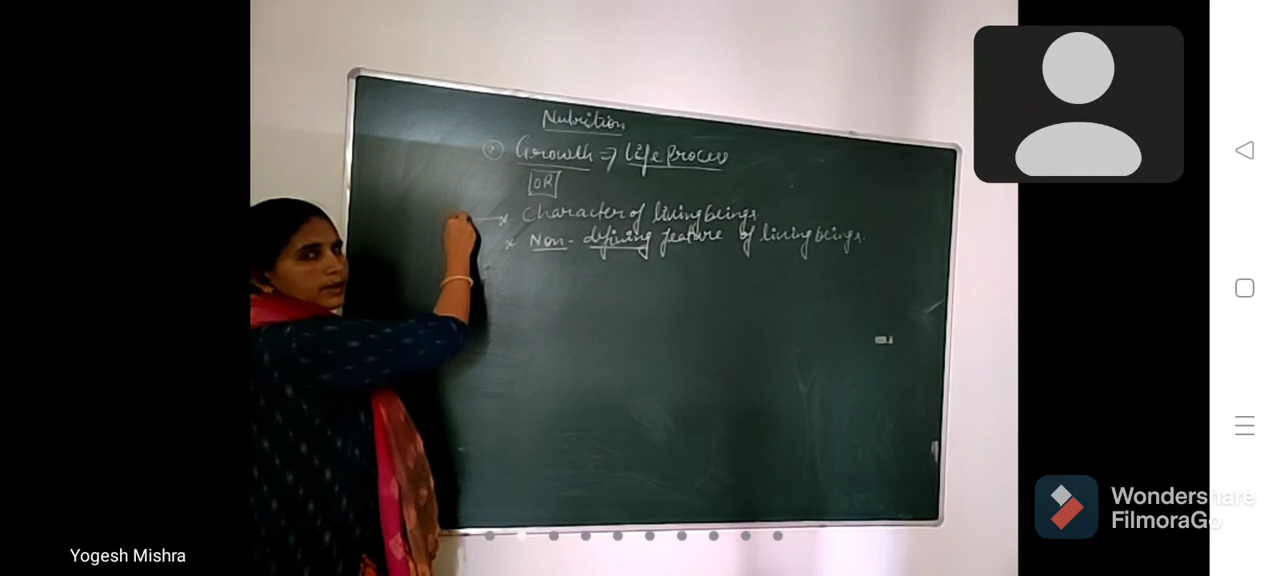 Nutrition
② Growth ⇒ Life Process
OR
* Character of living beings.
* Non-defining feature of living beings.
Yogesh Mishra
Wondershare
FilmoraGo